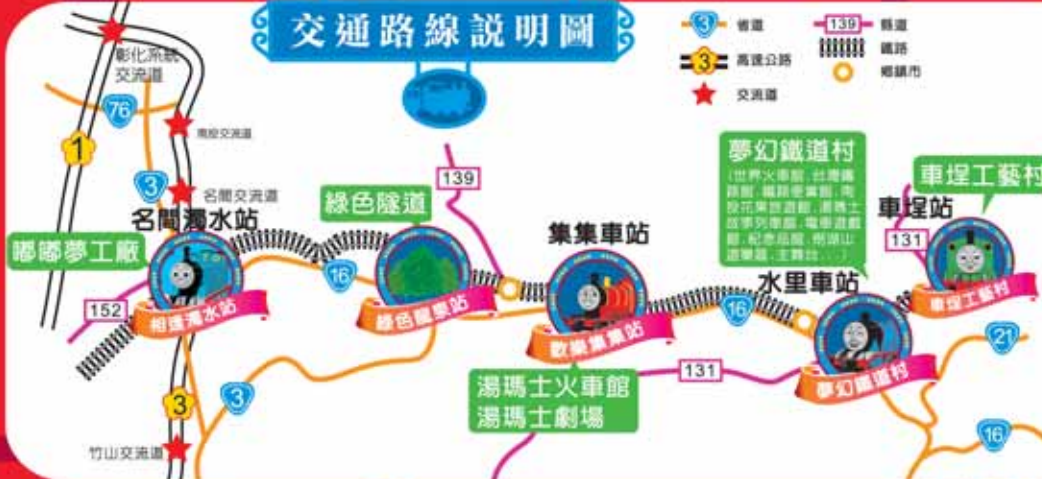 交通路線說明圖
3 省道
139 縣道
3 高速公路
鐵路
交流道
鄉鎮市
彰化系統
交流道
76
1
南投交流道
3
名間交流道
名間濁水站
嘟嘟夢工廠
152
相逢濁水站
綠色隧道
139
16
集集車站
歡樂集集站
湯瑪士火車館
湯瑪士劇場
夢幻鐵道村
水里車站
16
131
夢幻鐵道村
車埕工藝村
車埕站
131
車埕工藝村
21
16
3
3
竹山交流道